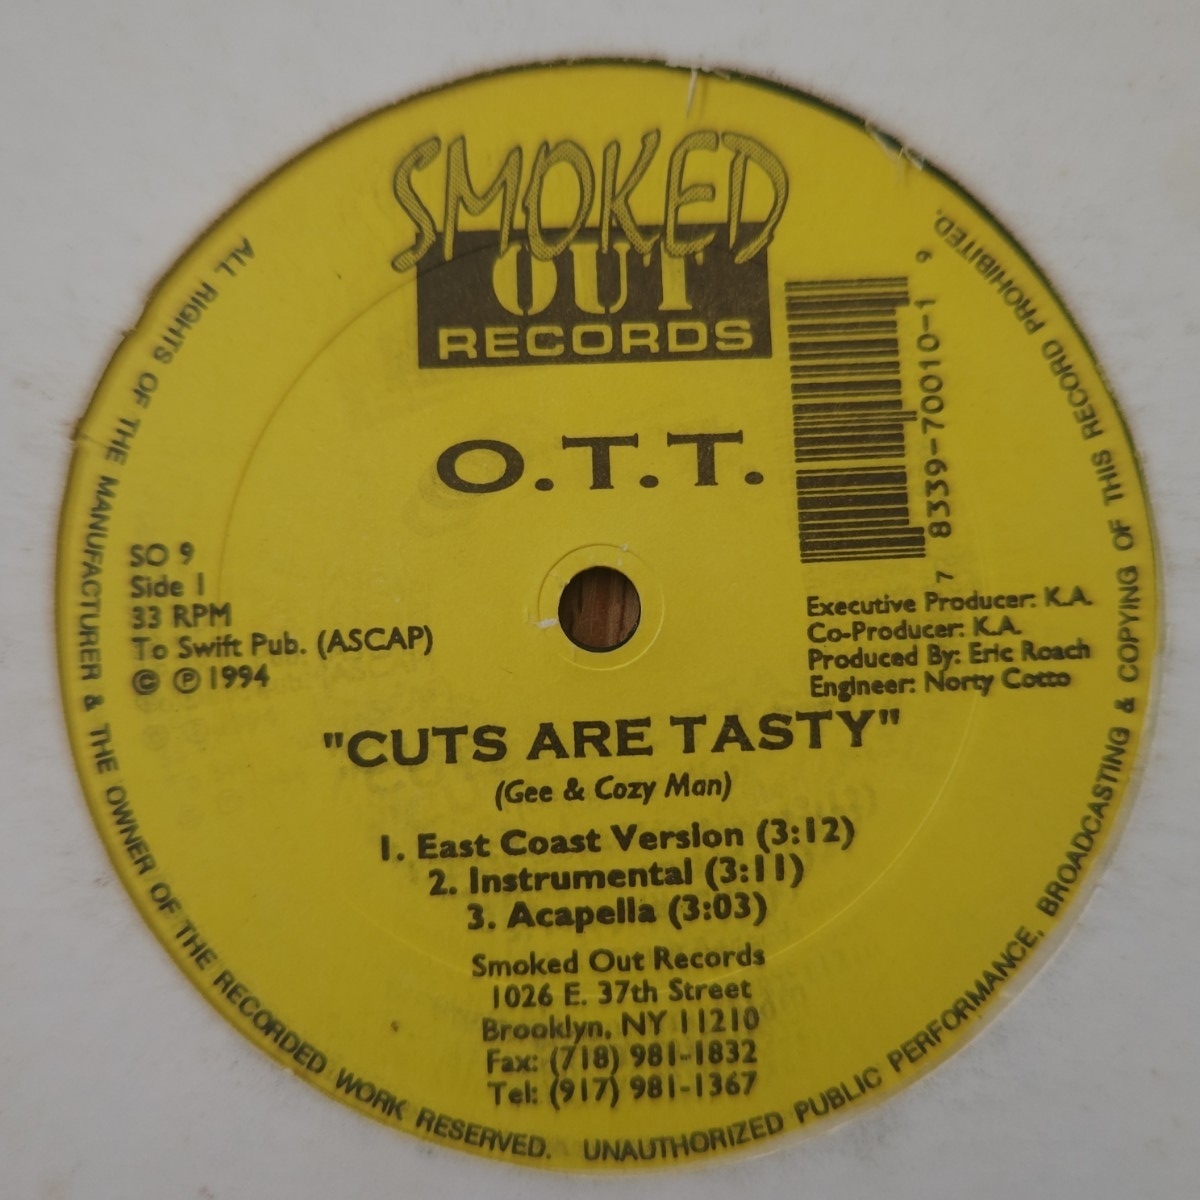 SMOKED
OUT
RECORDS
O.T.T.
7 8339-70010-1 9
SO 9
Side 1
33 RPM
To Swift Pub. (ASCAP)
© ℗ 1994
Executive Producer: K.A.
Co-Producer: K.A.
Produced By: Eric Roach
Engineer: Norty Cotto
"CUTS ARE TASTY"
(Gee & Cozy Man)
1. East Coast Version (3:12)
2. Instrumental (3:11)
3. Acapella (3:03)
Smoked Out Records
1026 E. 37th Street
Brooklyn, NY 11210
Fax: (718) 981-1832
Tel: (917) 981-1367
ALL RIGHTS OF THE MANUFACTURER & THE OWNER OF THE RECORDED WORK RESERVED. UNAUTHORIZED PUBLIC PERFORMANCE, BROADCASTING & COPYING OF THIS RECORD PROHIBITED.